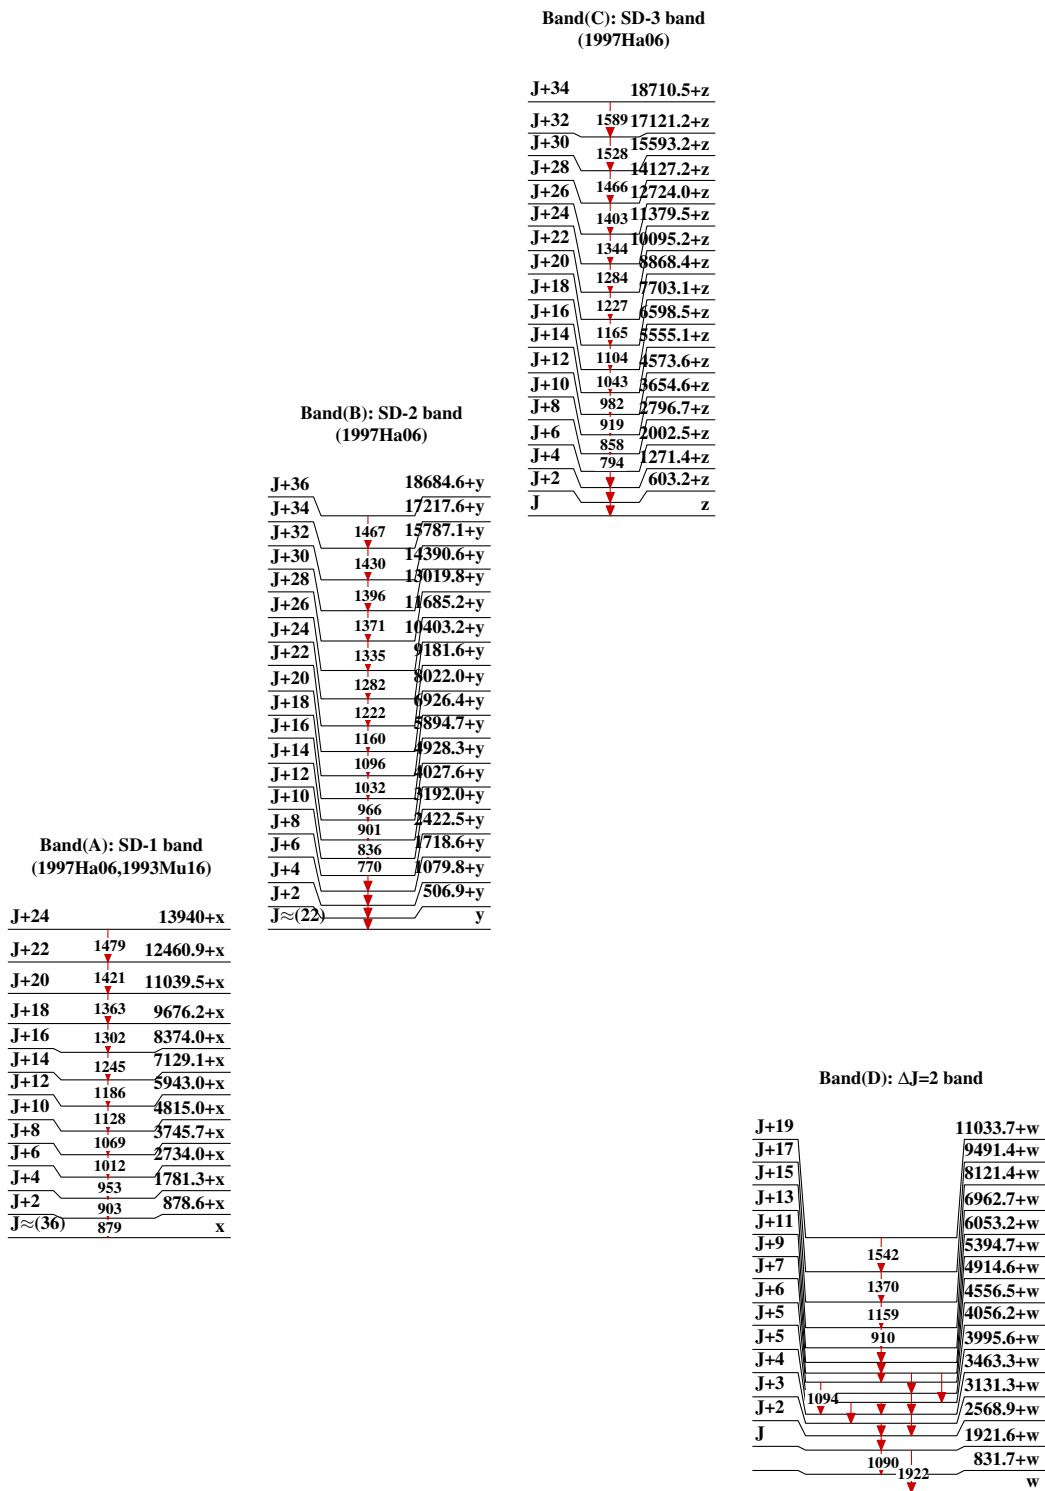 Band(C): SD-3 band
(1997Ha06)
J+34 18710.5+z
J+32 1589 17121.2+z
J+30 15593.2+z
1528
J+28 14127.2+z
1466
J+26 12724.0+z
J+24 1403 11379.5+z
J+22 10095.2+z
1344
J+20 8868.4+z
1284
J+18 7703.1+z
1227
J+16 6598.5+z
J+14 1165 5555.1+z
J+12 1104 4573.6+z
J+10 1043 3654.6+z
J+8 982 2796.7+z
919
J+6 2002.5+z
858
J+4 794 1271.4+z
J+2 603.2+z
J z
Band(B): SD-2 band
(1997Ha06)
J+36 18684.6+y
J+34 17217.6+y
J+32 1467 15787.1+y
J+30 14390.6+y
1430
J+28 13019.8+y
1396
J+26 11685.2+y
J+24 1371 10403.2+y
J+22 1335 9181.6+y
J+20 8022.0+y
1282
J+18 6926.4+y
1222
J+16 5894.7+y
1160
J+14 4928.3+y
1096
J+12 4027.6+y
1032
J+10 3192.0+y
966
J+8 2422.5+y
901
J+6 836 1718.6+y
J+4 770 1079.8+y
J+2 506.9+y
J≈(22) y
Band(A): SD-1 band
(1997Ha06,1993Mu16)
J+24 13940+x
J+22 1479 12460.9+x
J+20 1421 11039.5+x
J+18 1363 9676.2+x
J+16 1302 8374.0+x
J+14 1245 7129.1+x
J+12 5943.0+x
1186
J+10 4815.0+x
1128
J+8 3745.7+x
1069
J+6 2734.0+x
1012
J+4 1781.3+x
953
J+2 903 878.6+x
J≈(36) 879 x
Band(D): ΔJ=2 band
J+19 11033.7+w
J+17 9491.4+w
J+15 8121.4+w
J+13 6962.7+w
J+11 6053.2+w
J+9 5394.7+w
1542
J+7 4914.6+w
J+6 1370 4556.5+w
J+5 1159 4056.2+w
J+5 910 3995.6+w
J+4 3463.3+w
J+3 3131.3+w
1094
J+2 2568.9+w
J 1921.6+w
1090 831.7+w
1922
w